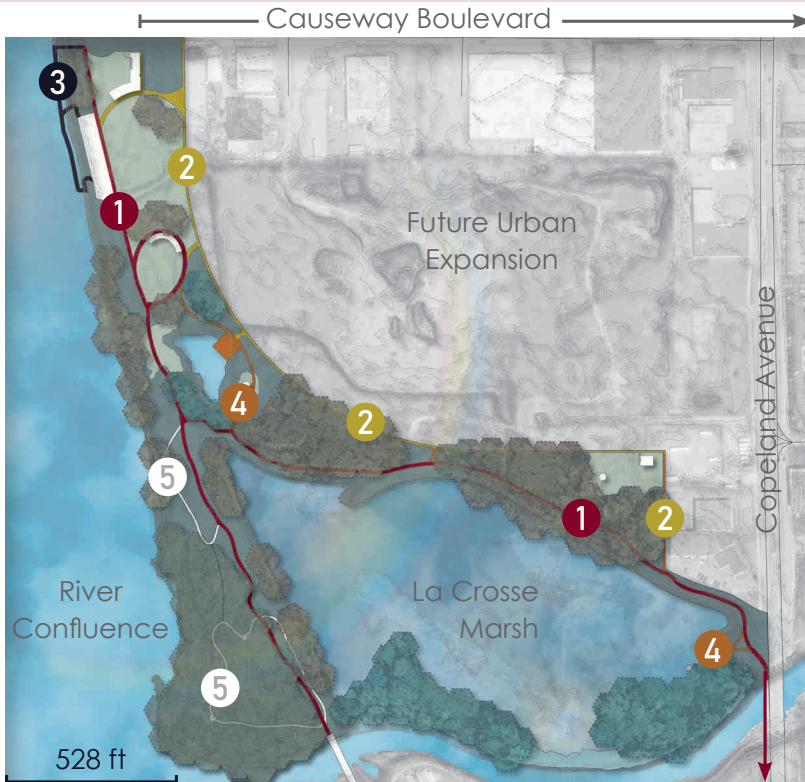 Causeway Boulevard
3
2
1
Future Urban
Expansion
Copeland Avenue
4
2
5
1
2
River
Confluence
La Crosse
Marsh
4
5
528 ft